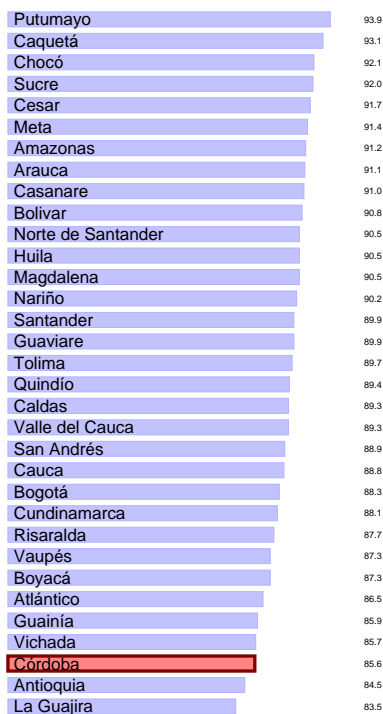 Putumayo 93.9
Caquetá 93.1
Chocó 92.1
Sucre 92.0
Cesar 91.7
Meta 91.4
Amazonas 91.2
Arauca 91.1
Casanare 91.0
Bolivar 90.8
Norte de Santander 90.5
Huila 90.5
Magdalena 90.5
Nariño 90.2
Santander 89.9
Guaviare 89.9
Tolima 89.7
Quindío 89.4
Caldas 89.3
Valle del Cauca 89.3
San Andrés 88.9
Cauca 88.8
Bogotá 88.3
Cundinamarca 88.1
Risaralda 87.7
Vaupés 87.3
Boyacá 87.3
Atlántico 86.5
Guainía 85.9
Vichada 85.7
Córdoba 85.6
Antioquia 84.5
La Guajira 83.5